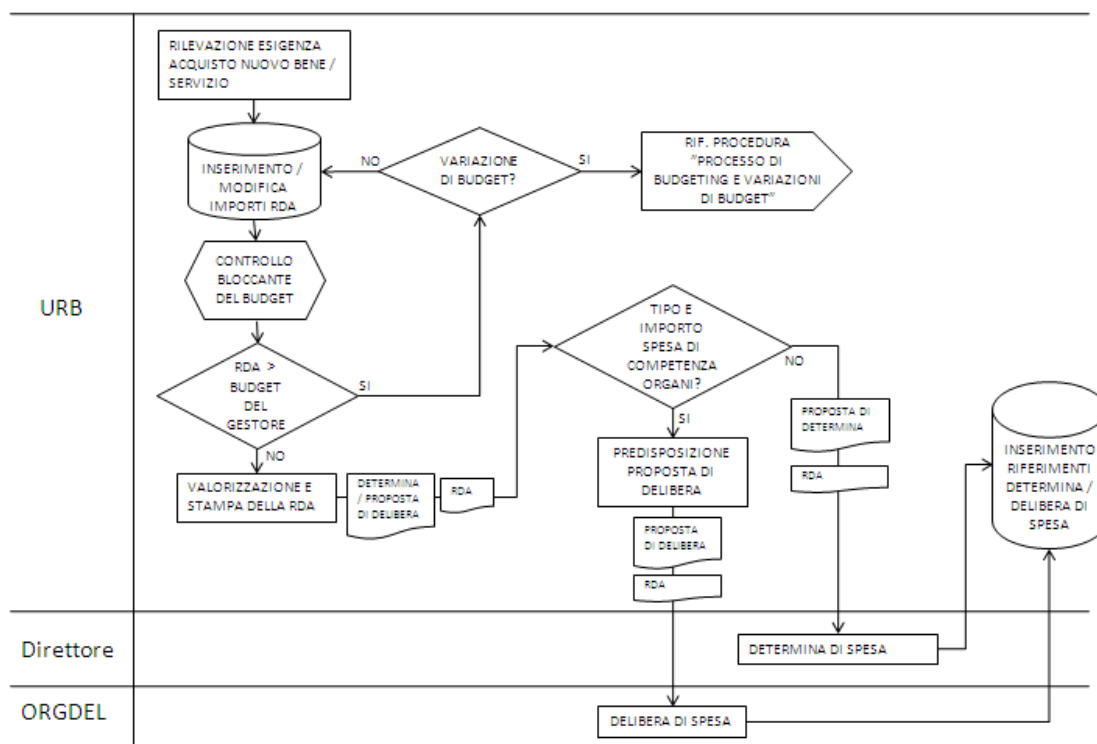 URB
RILEVAZIONE ESIGENZA
ACQUISTO NUOVO BENE /
SERVIZIO
INSERIMENTO /
MODIFICA
IMPORTI RDA
NO
VARIAZIONE
DI BUDGET?
SI
RIF. PROCEDURA
"PROCESSO DI
BUDGETING E VARIAZIONI
DI BUDGET"
CONTROLLO
BLOCCANTE
DEL BUDGET
RDA >
BUDGET
DEL
GESTORE
SI
NO
VALORIZZAZIONE E
STAMPA DELLA RDA
DETERMINA
/ PROPOSTA
DI DELIBERA
RDA
TIPO E
IMPORTO
SPESA DI
COMPETENZA
ORGANI?
NO
SI
PREDISPOSIZIONE
PROPOSTA DI
DELIBERA
PROPOSTA
DI DELIBERA
RDA
PROPOSTA DI
DETERMINA
RDA
INSERIMENTO
RIFERIMENTI
DETERMINA /
DELIBERA DI
SPESA
Direttore
DETERMINA DI SPESA
ORGDEL
DELIBERA DI SPESA